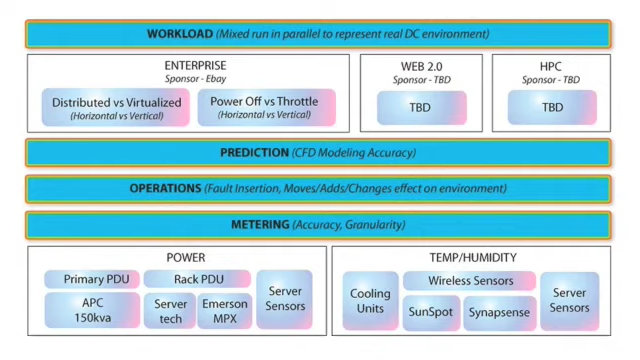 WORKLOAD (Mixed run in parallel to represent real DC environment)
ENTERPRISE
Sponsor - Ebay
Distributed vs Virtualized
(Horizontal vs Vertical)
Power Off vs Throttle
(Horizontal vs Vertical)
WEB 2.0
Sponsor - TBD
TBD
HPC
Sponsor - TBD
TBD
PREDICTION (CFD Modeling Accuracy)
OPERATIONS (Fault Insertion, Moves/Adds/Changes effect on environment)
METERING (Accuracy, Granularity)
POWER
Primary PDU
APC
150kva
Rack PDU
Server
tech
Emerson
MPX
Server
Sensors
TEMP/HUMIDITY
Cooling
Units
Wireless Sensors
SunSpot
Synapsense
Server
Sensors